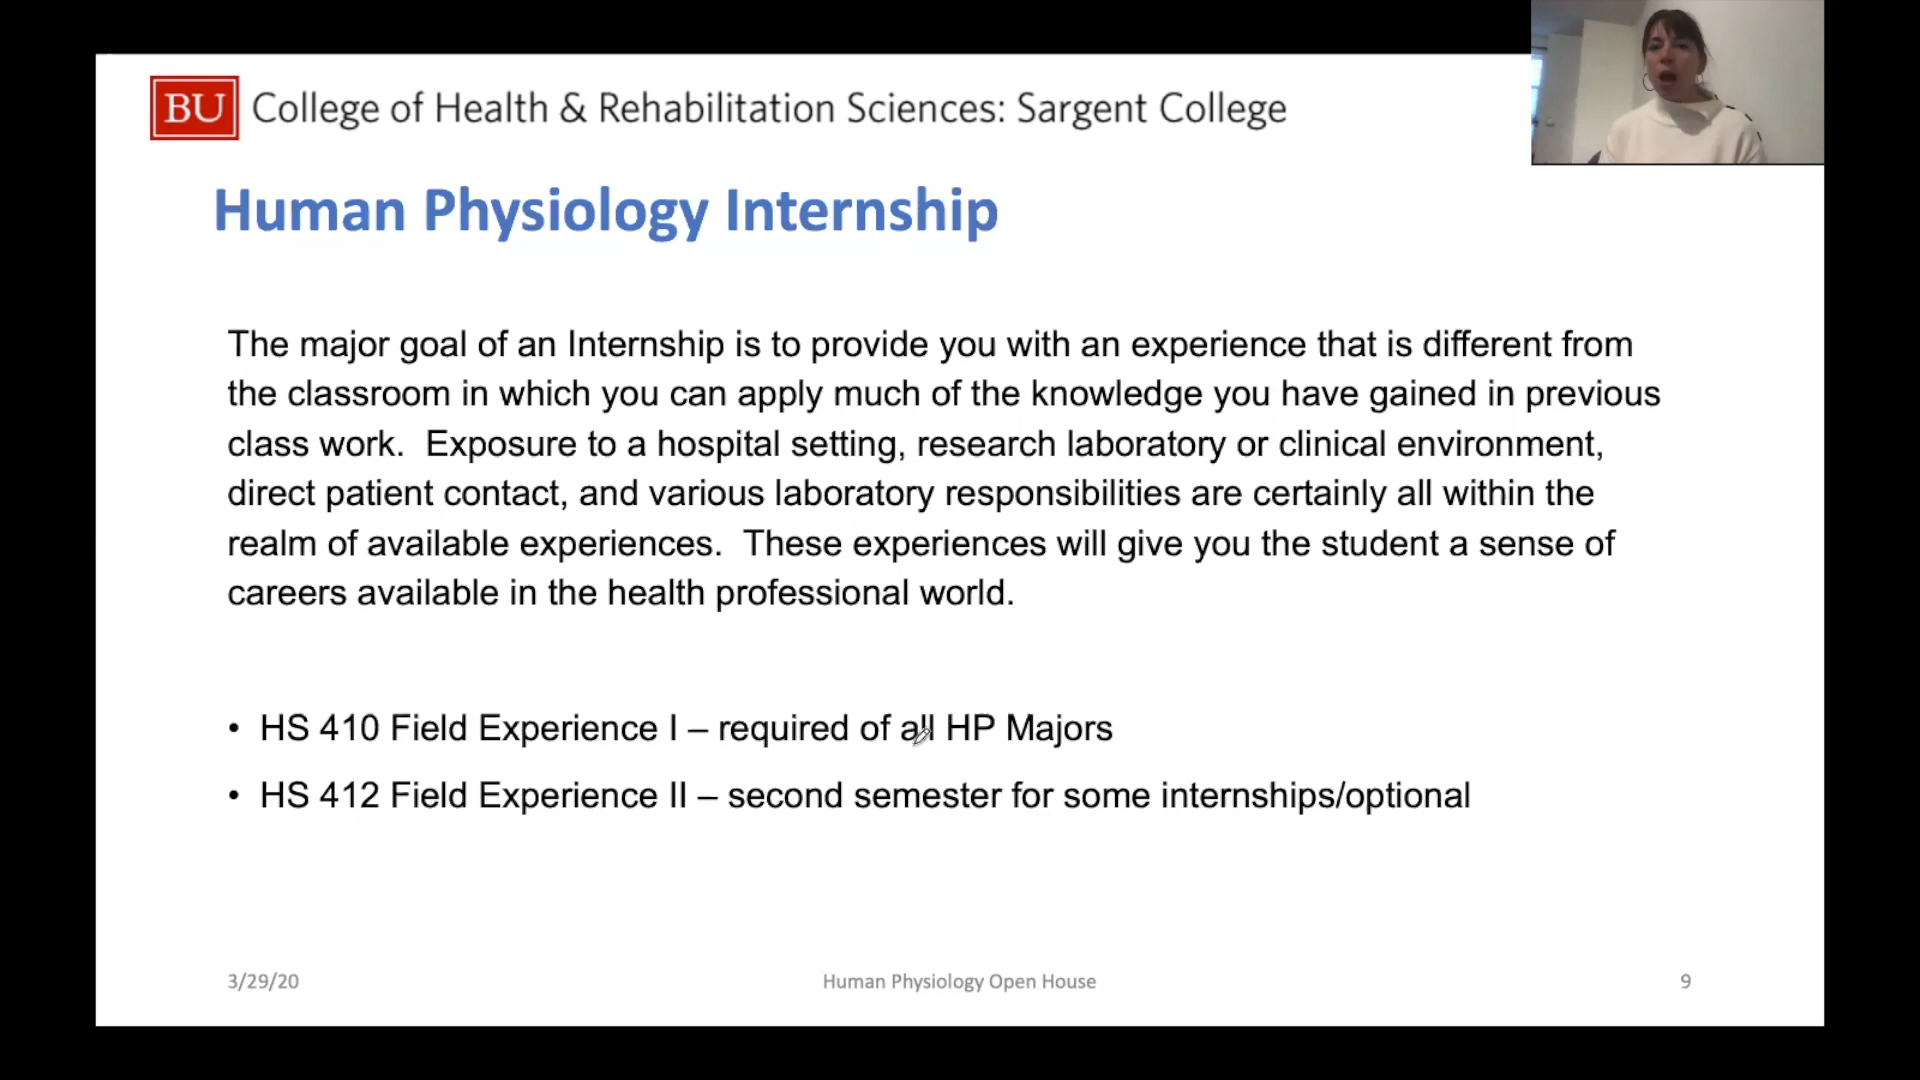 BU College of Health & Rehabilitation Sciences: Sargent College
Human Physiology Internship
The major goal of an Internship is to provide you with an experience that is different from
the classroom in which you can apply much of the knowledge you have gained in previous
class work.  Exposure to a hospital setting, research laboratory or clinical environment,
direct patient contact, and various laboratory responsibilities are certainly all within the
realm of available experiences.  These experiences will give you the student a sense of
careers available in the health professional world.
• HS 410 Field Experience I – required of all HP Majors
• HS 412 Field Experience II – second semester for some internships/optional
3/29/20 Human Physiology Open House 9